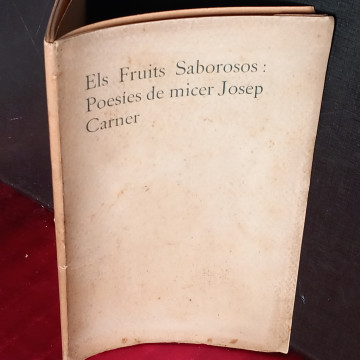 Els Fruits Saborosos :
Poesies de micer Josep
Carner